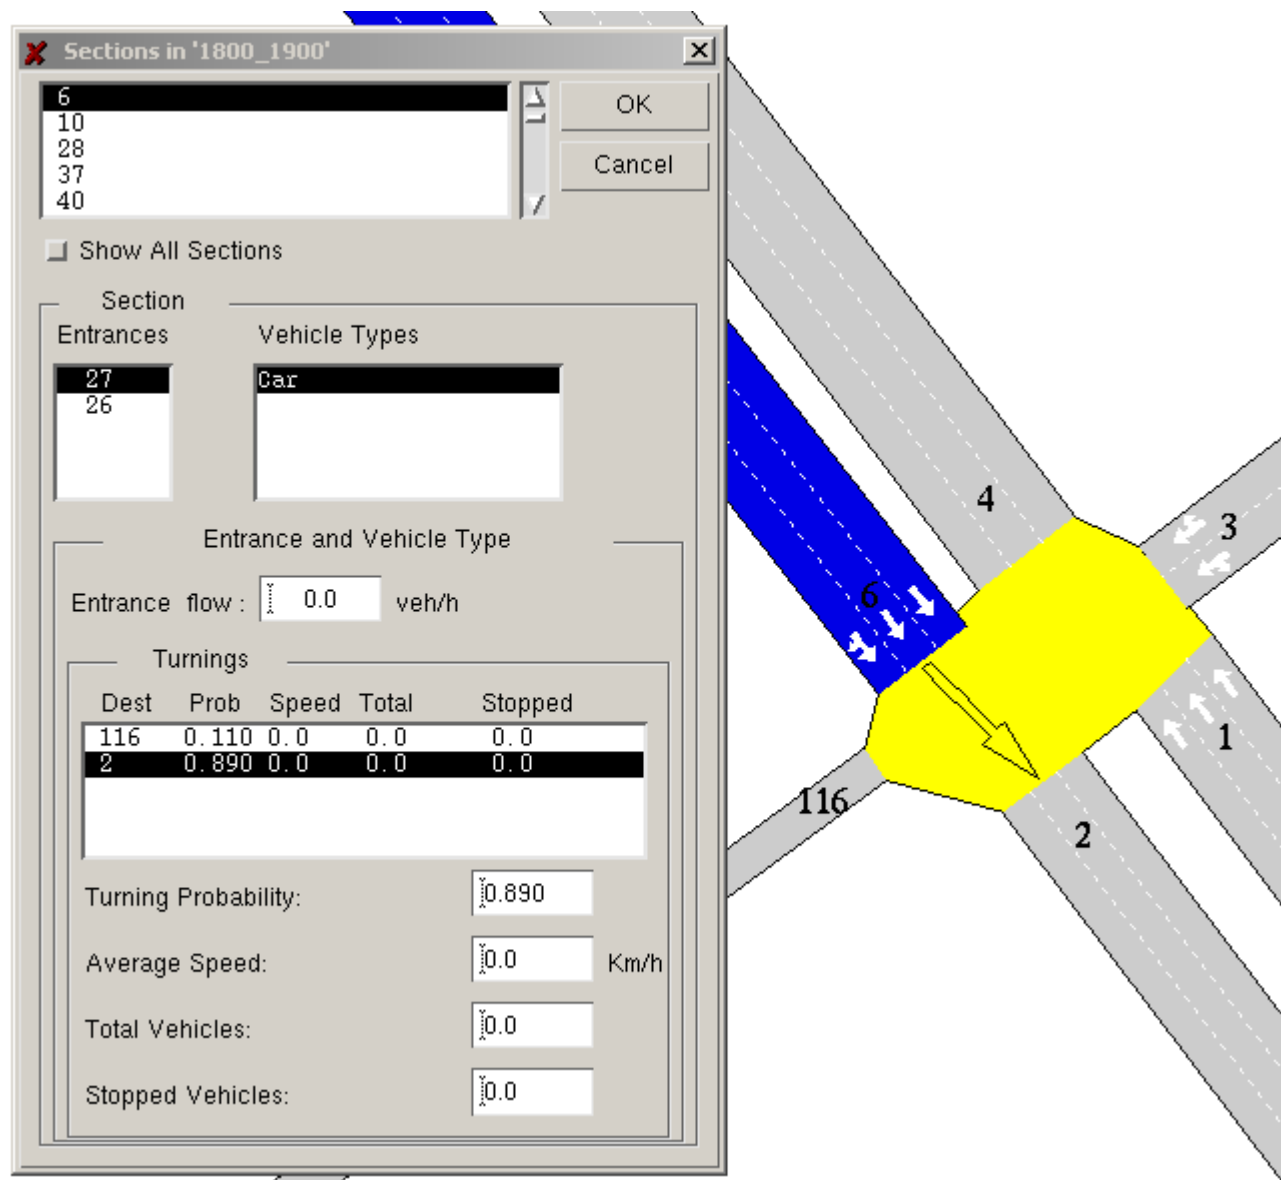 Sections in '1800_1900'
6
10
28
37
40
OK
Cancel
Show All Sections
Section
Entrances Vehicle Types
27
26
Car
Entrance and Vehicle Type
Entrance flow : 0.0 veh/h
Turnings
Dest Prob Speed Total Stopped
116 0.110 0.0 0.0 0.0
2 0.890 0.0 0.0 0.0
Turning Probability: 0.890
Average Speed: 0.0 Km/h
Total Vehicles: 0.0
Stopped Vehicles: 0.0
4
3
6
1
116
2